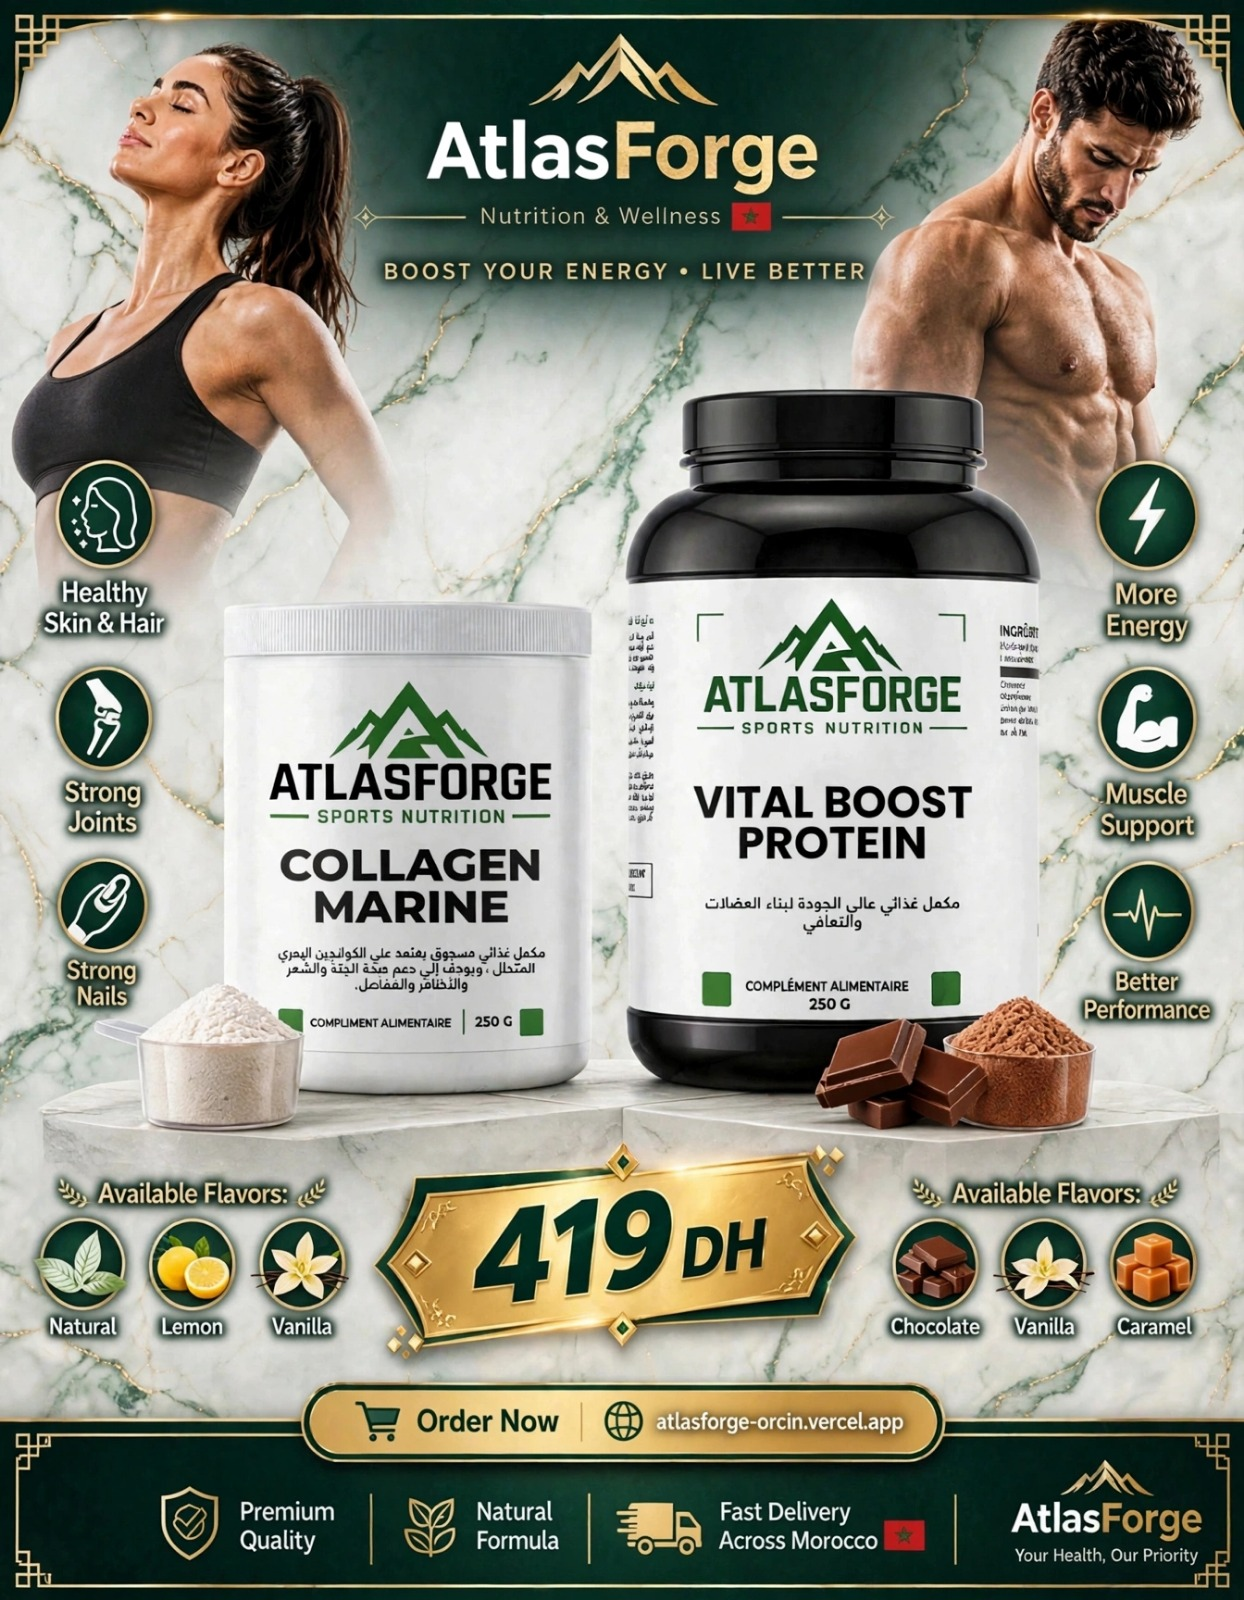 AtlasForge
Nutrition & Wellness
BOOST YOUR ENERGY • LIVE BETTER
Healthy
Skin & Hair
Strong
Joints
Strong
Nails
ATLASFORGE
SPORTS NUTRITION
COLLAGEN
MARINE
مكمل غذائي مسحوق يعتمد على الكولاجين البحري
المتحلل ، ويوجف إلى دعم صحة الجتة والشعر
والأظافر والمفاصل.
COMPLIMENT ALIMENTAIRE | 250 G
ATLASFORGE
SPORTS NUTRITION
VITAL BOOST
PROTEIN
مكمل غذائي عالي الجودة لبناء العضلات
والتعافي
COMPLÉMENT ALIMENTAIRE
250 G
More
Energy
Muscle
Support
Better
Performance
Available Flavors:
Natural
Lemon
Vanilla
419 DH
Available Flavors:
Chocolate
Vanilla
Caramel
Order Now
atlasforge-orcin.vercel.app
Premium
Quality
Natural
Formula
Fast Delivery
Across Morocco
AtlasForge
Your Health, Our Priority